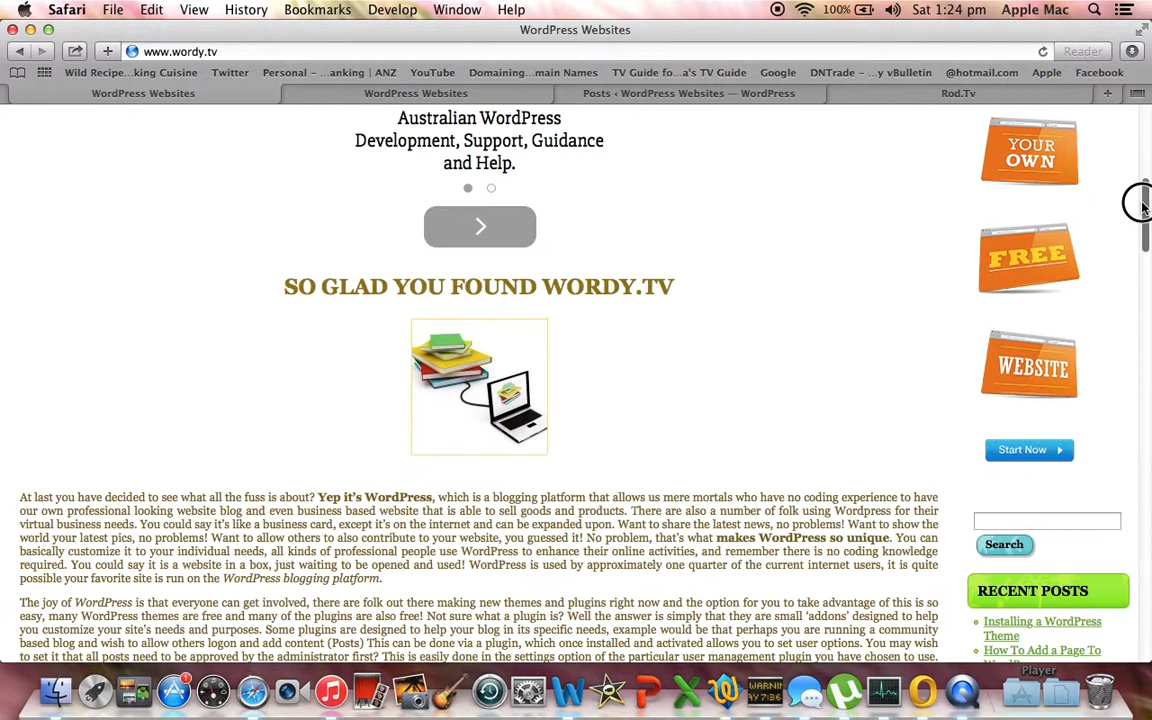 Safari File Edit View History Bookmarks Develop Window Help 100% Sat 1:24 pm Apple Mac
WordPress Websites
www.wordy.tv Reader
Wild Recipe...king Cuisine Twitter Personal – ...anking | ANZ YouTube Domaining...main Names TV Guide fo...a's TV Guide Google DNTrade – ...y vBulletin @hotmail.com Apple Facebook
WordPress Websites WordPress Websites Posts ‹ WordPress Websites — WordPress Rod.Tv
Australian WordPress
Development, Support, Guidance
and Help.
SO GLAD YOU FOUND WORDY.TV
At last you have decided to see what all the fuss is about? Yep it's WordPress, which is a blogging platform that allows us mere mortals who have no coding experience to have
our own professional looking website blog and even business based website that is able to sell goods and products. There are also a number of folk using Wordpress for their
virtual business needs. You could say it's like a business card, except it's on the internet and can be expanded upon. Want to share the latest news, no problems! Want to show the
world your latest pics, no problems! Want to allow others to also contribute to your website, you guessed it! No problem, that's what makes WordPress so unique. You can
basically customize it to your individual needs, all kinds of professional people use WordPress to enhance their online activities, and remember there is no coding knowledge
required. You could say it is a website in a box, just waiting to be opened and used! WordPress is used by approximately one quarter of the current internet users, it is quite
possible your favorite site is run on the WordPress blogging platform.
The joy of WordPress is that everyone can get involved, there are folk out there making new themes and plugins right now and the option for you to take advantage of this is so
easy, many WordPress themes are free and many of the plugins are also free! Not sure what a plugin is? Well the answer is simply that they are small 'addons' designed to help
you customize your site's needs and purposes. Some plugins are designed to help your blog in its specific needs, example would be that perhaps you are running a community
based blog and wish to allow others logon and add content (Posts) This can be done via a plugin, which once installed and activated allows you to set user options. You may wish
to set it that all posts need to be approved by the administrator first? This is easily done in the settings option of the particular user management plugin you have chosen to use.
YOUR
OWN
FREE
WEBSITE
Start Now
Search
RECENT POSTS
Installing a WordPress
Theme
How To Add a Page To
Player
1
WARNIN